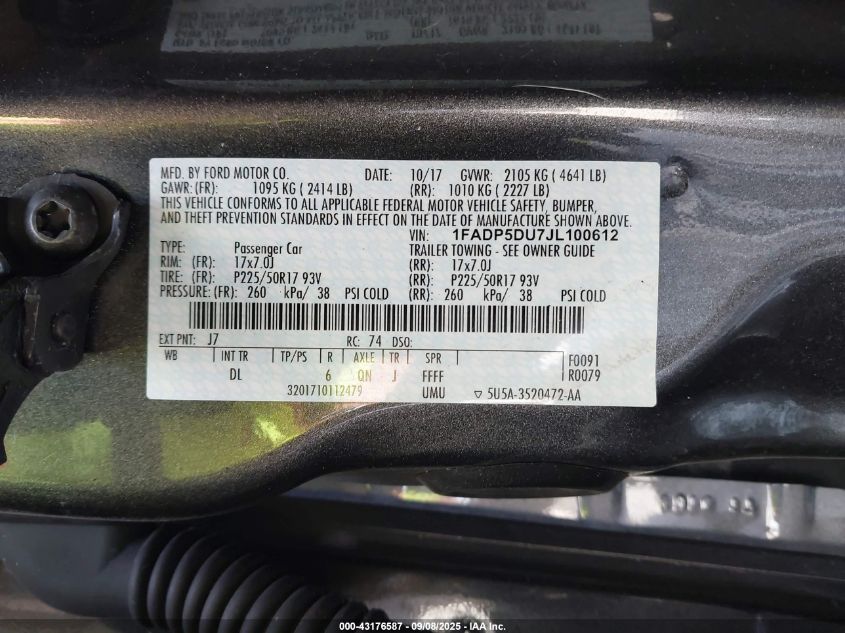 MFD. BY FORD MOTOR CO. DATE: 10/17 GVWR: 2105 KG ( 4641 LB)
GAWR: (FR): 1095 KG ( 2414 LB) (RR): 1010 KG ( 2227 LB)
THIS VEHICLE CONFORMS TO ALL APPLICABLE FEDERAL MOTOR VEHICLE SAFETY, BUMPER,
AND THEFT PREVENTION STANDARDS IN EFFECT ON THE DATE OF MANUFACTURE SHOWN ABOVE.
VIN: 1FADP5DU7JL100612
TYPE: Passenger Car TRAILER TOWING - SEE OWNER GUIDE
RIM: (FR) 17x7.0J (RR): 17x7.0J
TIRE: (FR) P225/50R17 93V (RR): P225/50R17 93V
PRESSURE: (FR): 260 kPa/ 38 PSI COLD (RR): 260 kPa/ 38 PSI COLD
EXT PNT: J7 RC: 74 DSO:
WB INT TR TP/PS R AXLE TR SPR F0091
DL 6 QN J FFFF R0079
3201710112479 UMU ▽ 5U5A-3520472-AA
000-43176587 - 09/08/2025 - IAA Inc.